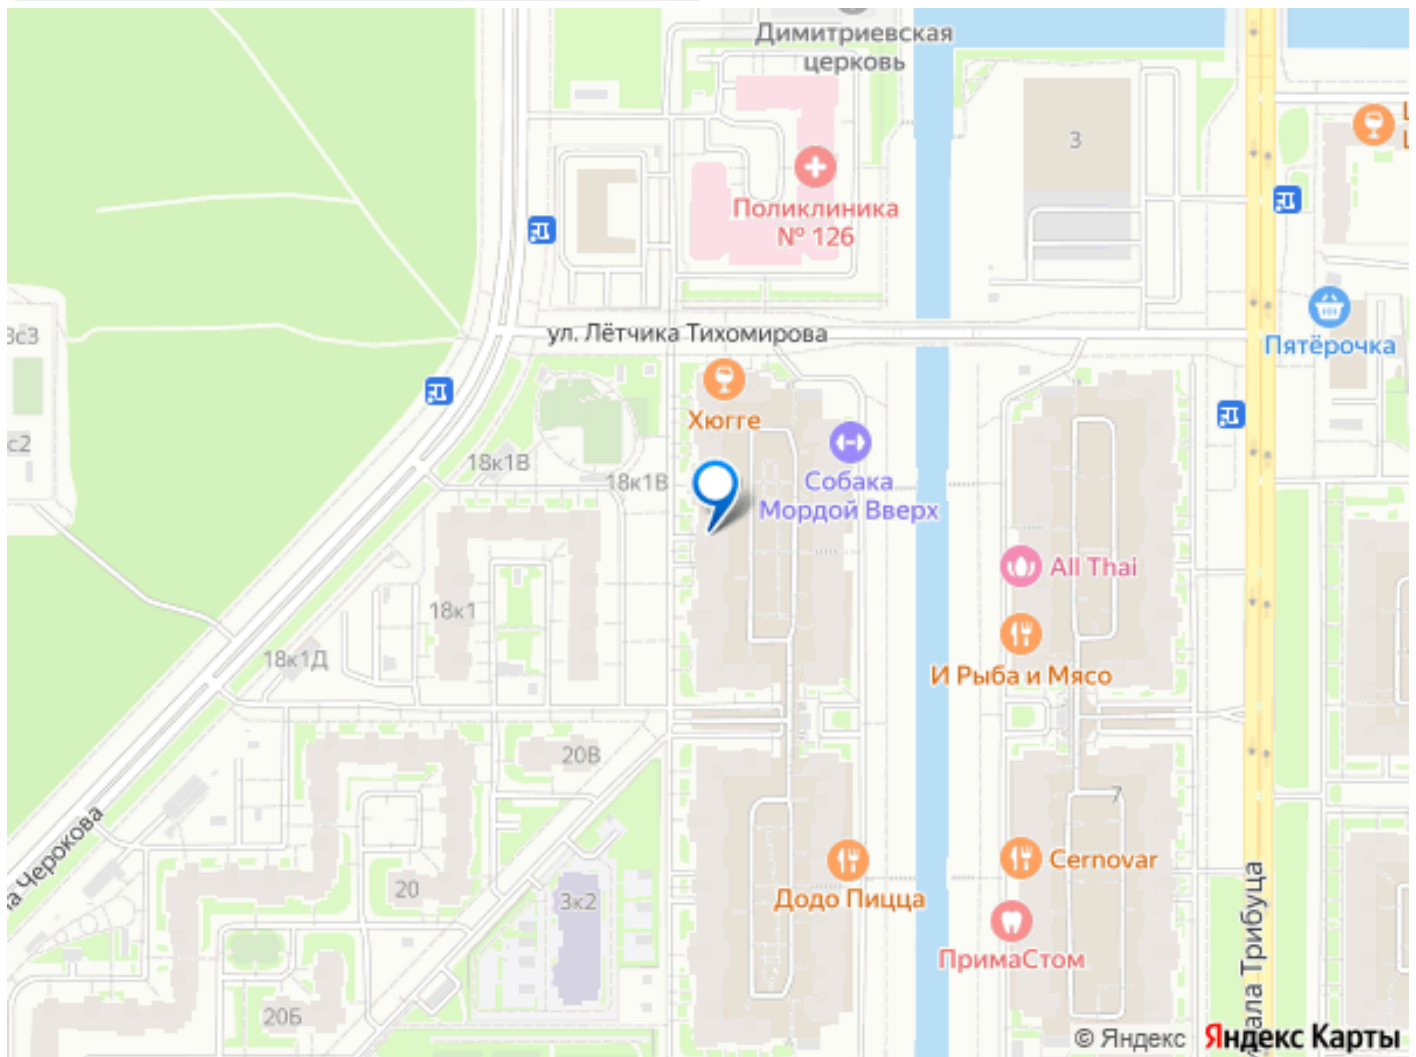 Димитриевская
церковь
3
Поликлиника
№ 126
ул. Лётчика Тихомирова
3с3
Пятёрочка
Хюгге
с2
18к1В
18к1В
Собака
Мордой Вверх
All Thai
18к1
18к1Д
И Рыба и Мясо
20В
7
Черокова
Cernovar
20
3к2
Додо Пицца
ПримаСтом
Трибуца
20Б
© Яндекс
Яндекс Карты